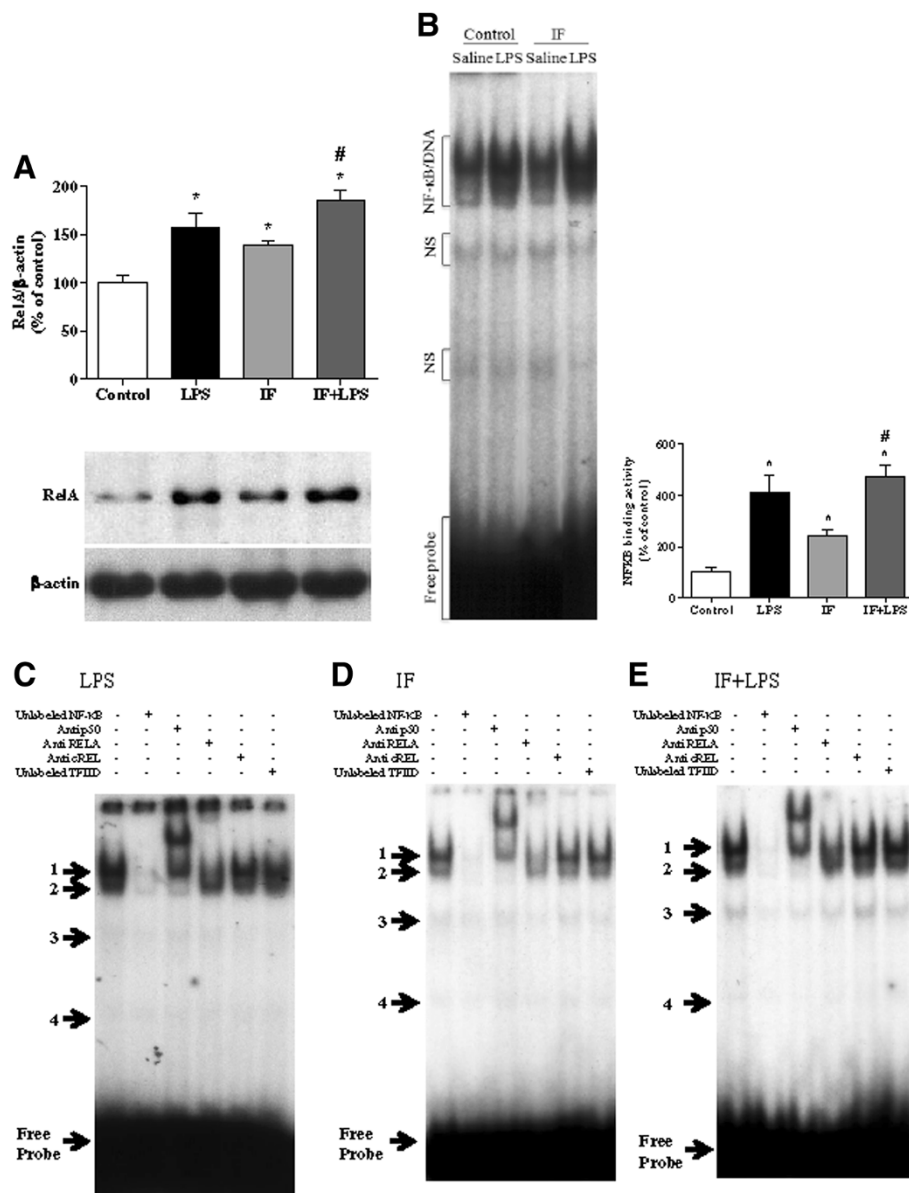 A
RelA/β-actin
(% of control)
200
150
100
50
0
#
*
*
*
Control LPS IF IF+LPS
RelA
β-actin
B
Control IF
Saline LPS Saline LPS
NF-κB/DNA
NS
NS
Free probe
NFKB binding activity
(% of control)
600
400
200
0
#
*
*
*
Control LPS IF IF+LPS
C LPS
Unlabeled NF-KB - + - - - -
Anti p50 - - + - - -
Anti RELA - - - + - -
Anti cREL - - - - + -
Unlabeled TFIID - - - - - +
1
2
3
4
Free
Probe
D IF
Unlabeled NF-KB - + - - - -
Anti p50 - - + - - -
Anti RELA - - - + - -
Anti cREL - - - - + -
Unlabeled TFIID - - - - - +
1
2
3
4
Free
Probe
E IF+LPS
Unlabeled NF-KB - + - - - -
Anti p50 - - + - - -
Anti RELA - - - + - -
Anti cREL - - - - + -
Unlabeled TFIID - - - - - +
1
2
3
4
Free
Probe